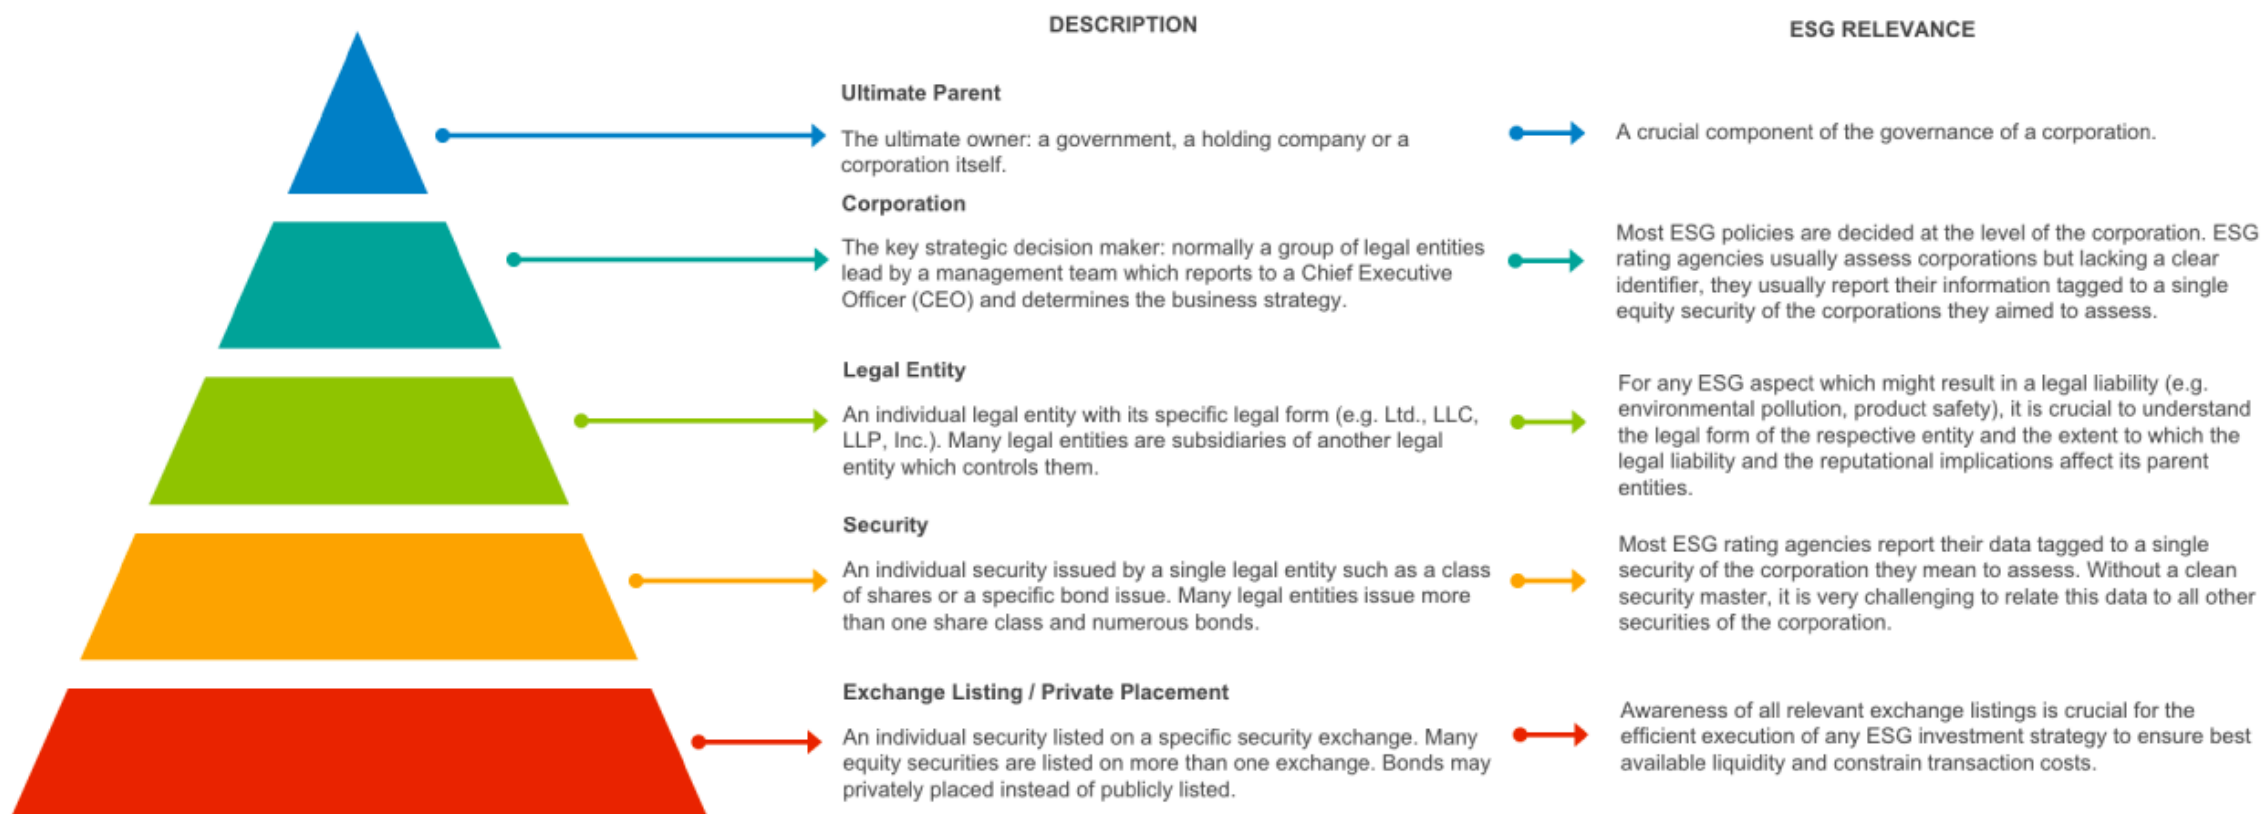 DESCRIPTION
ESG RELEVANCE
Ultimate Parent
The ultimate owner: a government, a holding company or a
corporation itself.
A crucial component of the governance of a corporation.
Corporation
The key strategic decision maker: normally a group of legal entities
lead by a management team which reports to a Chief Executive
Officer (CEO) and determines the business strategy.
Most ESG policies are decided at the level of the corporation. ESG
rating agencies usually assess corporations but lacking a clear
identifier, they usually report their information tagged to a single
equity security of the corporations they aimed to assess.
Legal Entity
An individual legal entity with its specific legal form (e.g. Ltd., LLC,
LLP, Inc.). Many legal entities are subsidiaries of another legal
entity which controls them.
For any ESG aspect which might result in a legal liability (e.g.
environmental pollution, product safety), it is crucial to understand
the legal form of the respective entity and the extent to which the
legal liability and the reputational implications affect its parent
entities.
Security
An individual security issued by a single legal entity such as a class
of shares or a specific bond issue. Many legal entities issue more
than one share class and numerous bonds.
Most ESG rating agencies report their data tagged to a single
security of the corporation they mean to assess. Without a clean
security master, it is very challenging to relate this data to all other
securities of the corporation.
Exchange Listing / Private Placement
An individual security listed on a specific security exchange. Many
equity securities are listed on more than one exchange. Bonds may
privately placed instead of publicly listed.
Awareness of all relevant exchange listings is crucial for the
efficient execution of any ESG investment strategy to ensure best
available liquidity and constrain transaction costs.